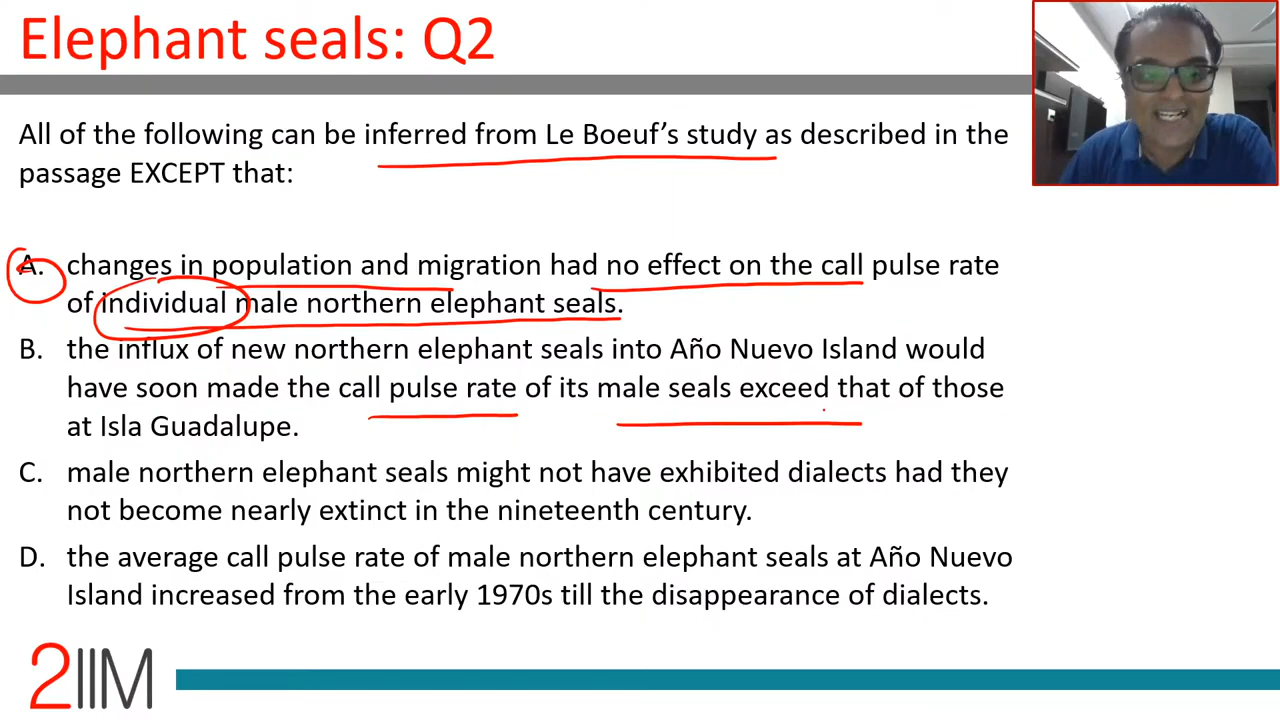 Elephant seals: Q2
All of the following can be inferred from Le Boeuf’s study as described in the
passage EXCEPT that:
A. changes in population and migration had no effect on the call pulse rate
of individual male northern elephant seals.
B. the influx of new northern elephant seals into Año Nuevo Island would
have soon made the call pulse rate of its male seals exceed that of those
at Isla Guadalupe.
C. male northern elephant seals might not have exhibited dialects had they
not become nearly extinct in the nineteenth century.
D. the average call pulse rate of male northern elephant seals at Año Nuevo
Island increased from the early 1970s till the disappearance of dialects.
2IIM